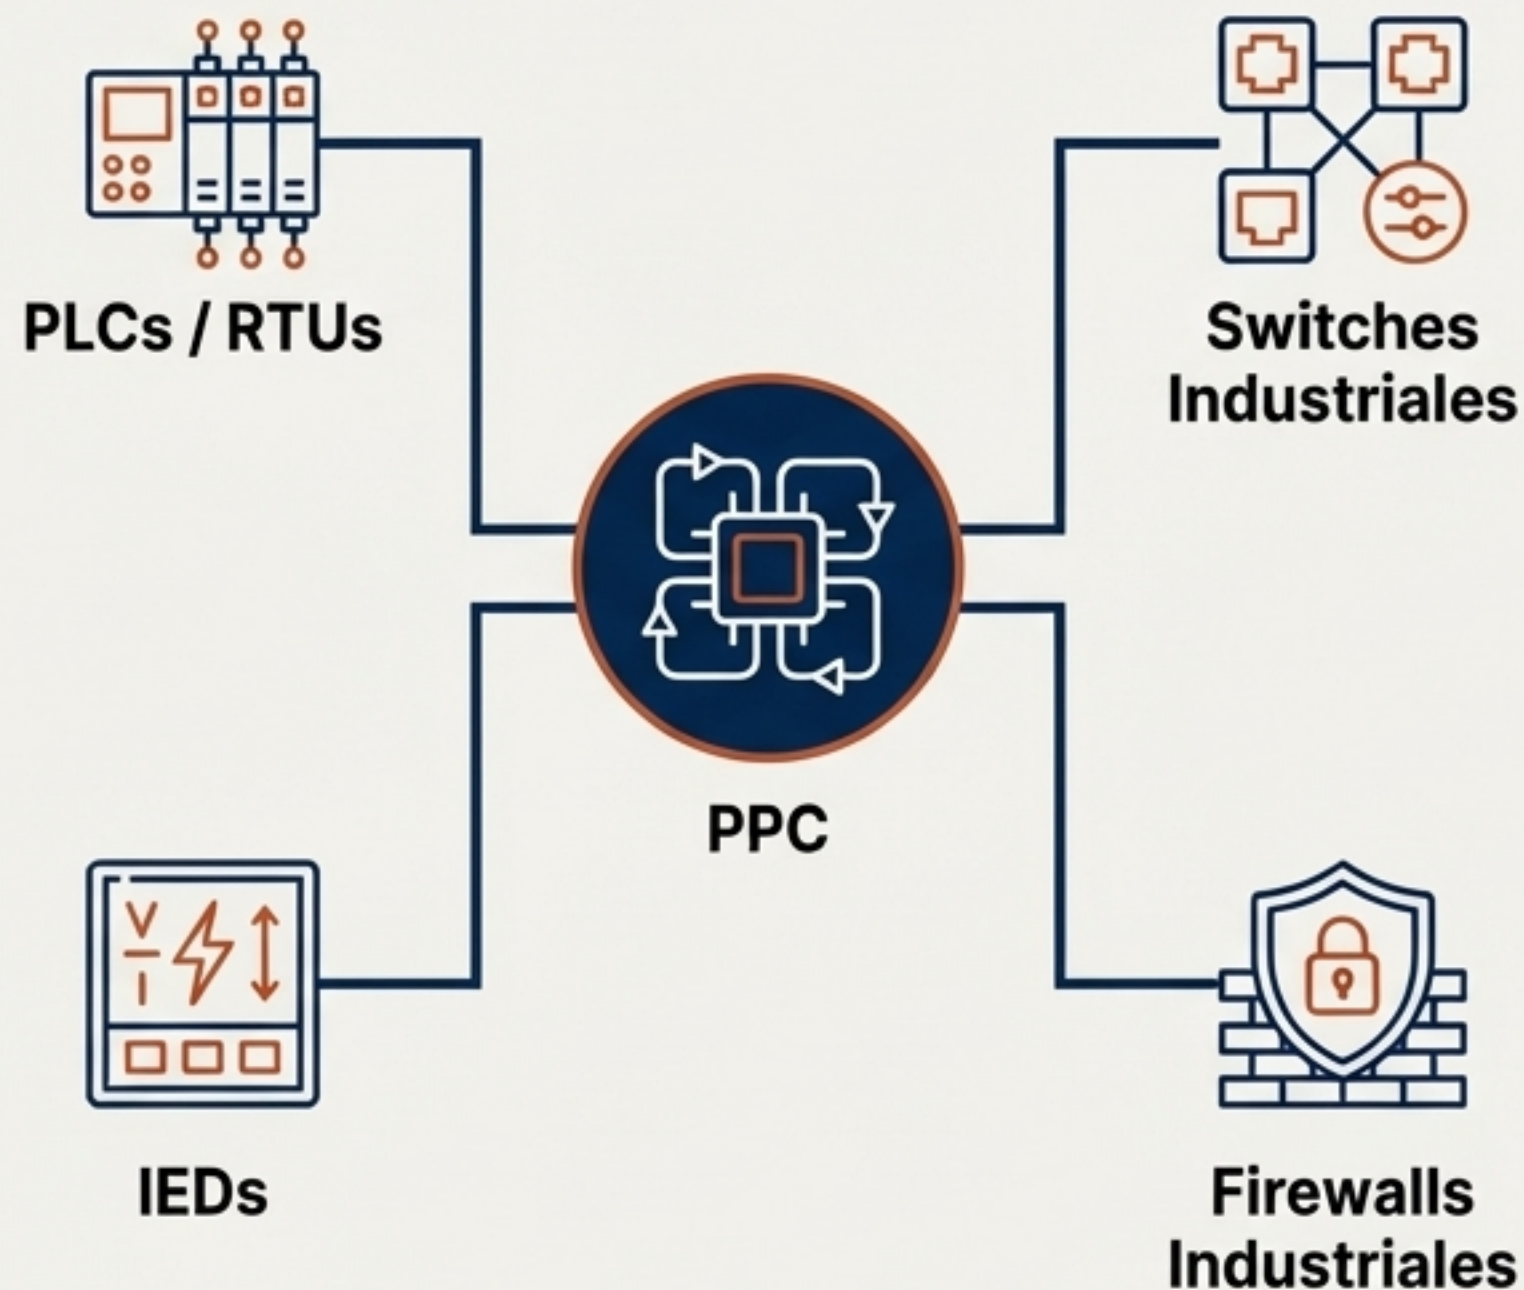 PLCs / RTUs
Switches
Industriales
PPC
V
I
IEDs
Firewalls
Industriales